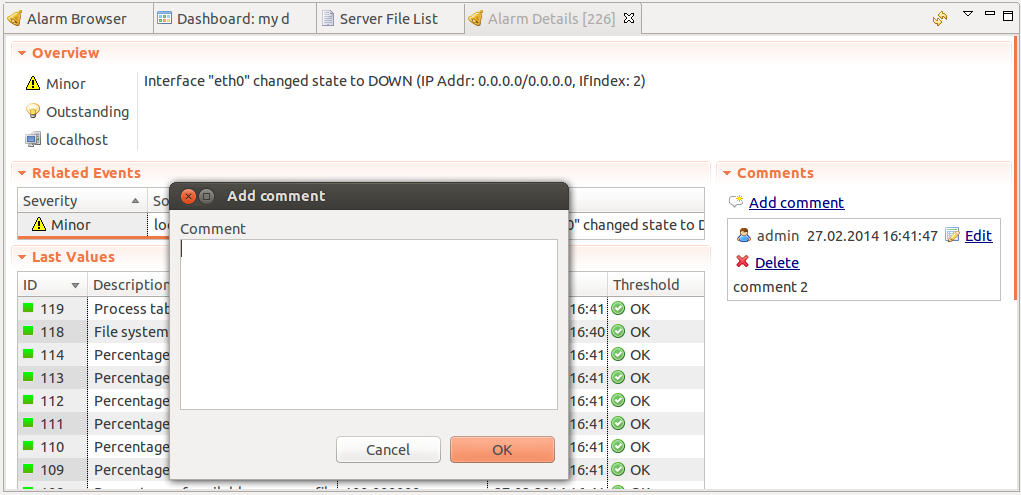 Alarm Browser Dashboard: my d Server File List Alarm Details [226]
Overview
Minor
Interface "eth0" changed state to DOWN (IP Addr: 0.0.0.0/0.0.0.0, IfIndex: 2)
Outstanding
localhost
Related Events
Severity So
Minor loc 0" changed state to D
Last Values
ID Description Threshold
119 Process tab 16:41 OK
118 File system 16:40 OK
114 Percentage 16:41 OK
113 Percentage 16:41 OK
112 Percentage 16:41 OK
111 Percentage 16:41 OK
110 Percentage 16:41 OK
109 Percentage 16:41 OK
Add comment
Comment
Cancel OK
Comments
Add comment
admin 27.02.2014 16:41:47 Edit
Delete
comment 2